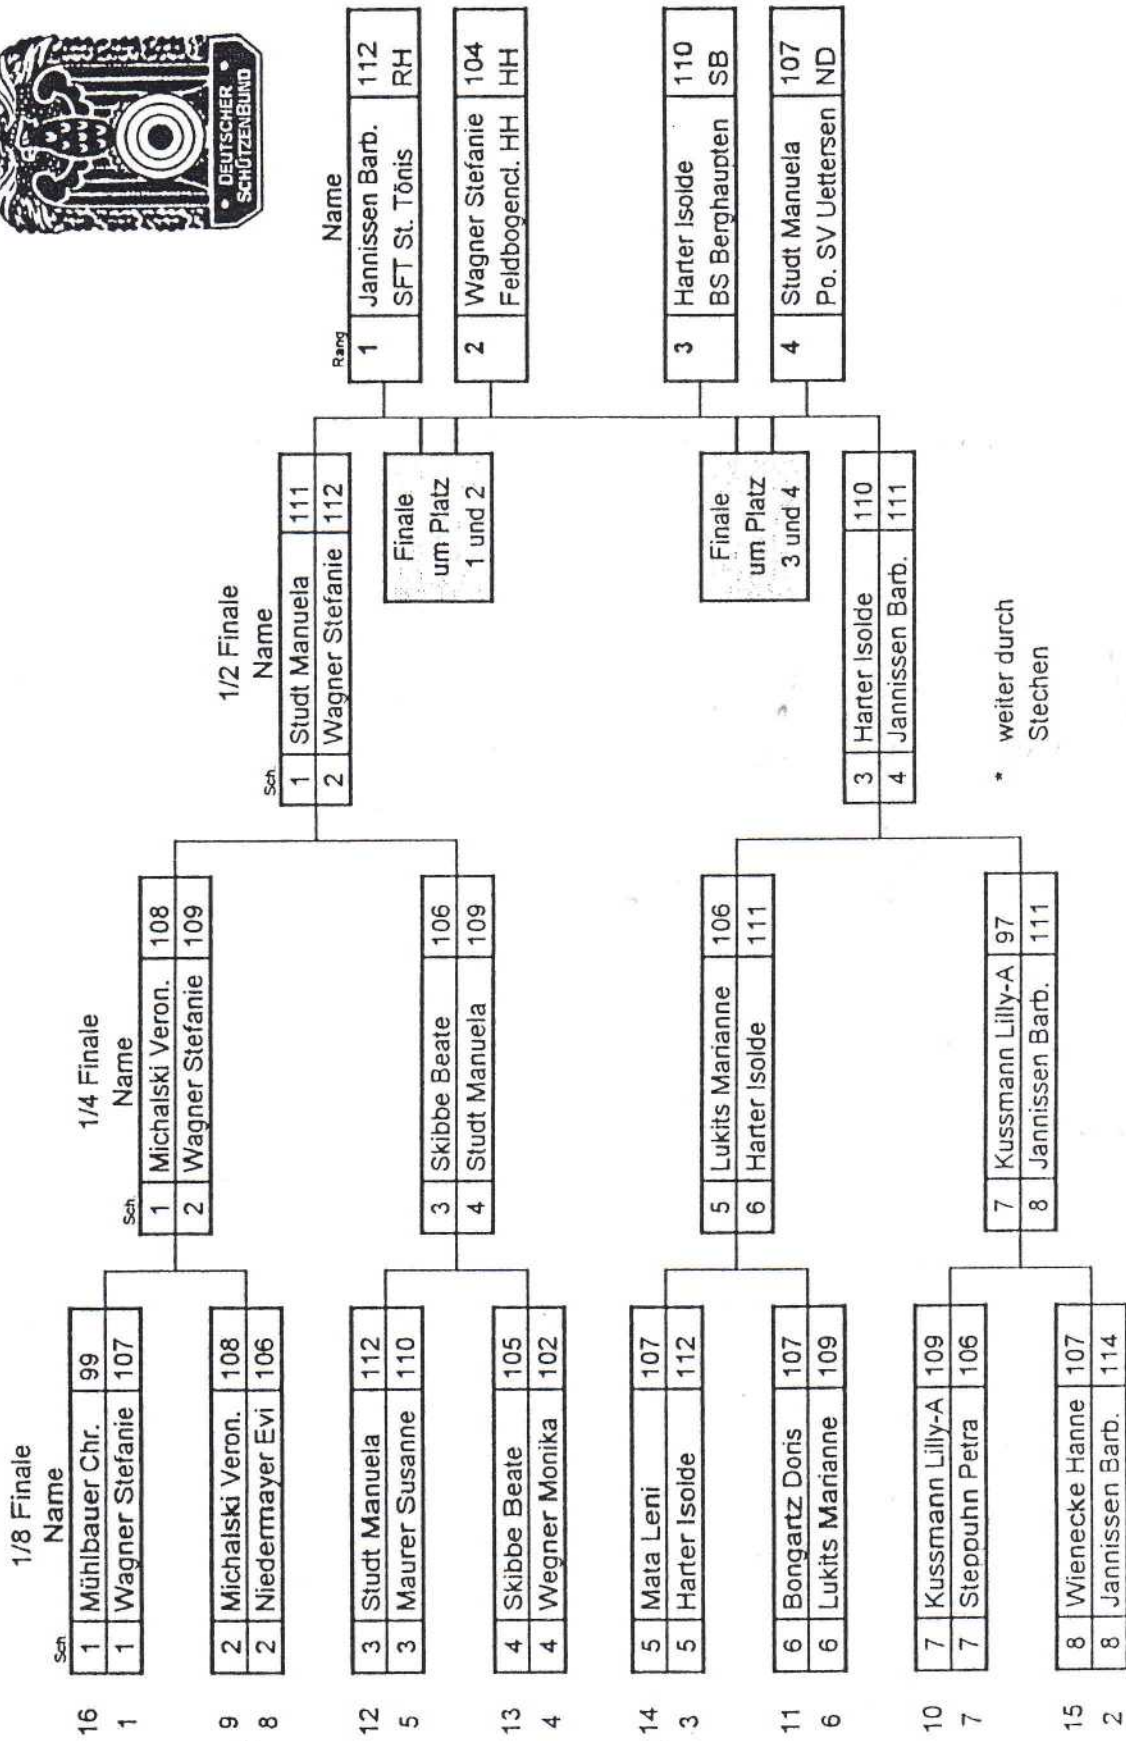 DEUTSCHER
SCHÜTZENBUND
1/8 Finale
Sch. Name
16 1 Mühlbauer Chr. 99
1 1 Wagner Stefanie 107
9 2 Michalski Veron. 108
8 2 Niedermayer Evi 106
12 3 Studt Manuela 112
5 3 Maurer Susanne 110
13 4 Skibbe Beate 105
4 4 Wegner Monika 102
14 5 Mata Leni 107
3 5 Harter Isolde 112
11 6 Bongartz Doris 107
6 6 Lukits Marianne 109
10 7 Kussmann Lilly-A 109
7 7 Steppuhn Petra 106
15 8 Wienecke Hanne 107
2 8 Jannissen Barb. 114
1/4 Finale
Sch. Name
1 Michalski Veron. 108
2 Wagner Stefanie 109
3 Skibbe Beate 106
4 Studt Manuela 109
5 Lukits Marianne 106
6 Harter Isolde 111
7 Kussmann Lilly-A 97
8 Jannissen Barb. 111
1/2 Finale
Sch. Name
1 Studt Manuela 111
2 Wagner Stefanie 112
3 Harter Isolde 110
4 Jannissen Barb. 111
Finale
um Platz
1 und 2
Finale
um Platz
3 und 4
* weiter durch
Stechen
Rang Name
1 Jannissen Barb. 112
SFT St. Tönis RH
2 Wagner Stefanie 104
Feldbogencl. HH HH
3 Harter Isolde 110
BS Berghaupten SB
4 Studt Manuela 107
Po. SV Uettersen ND